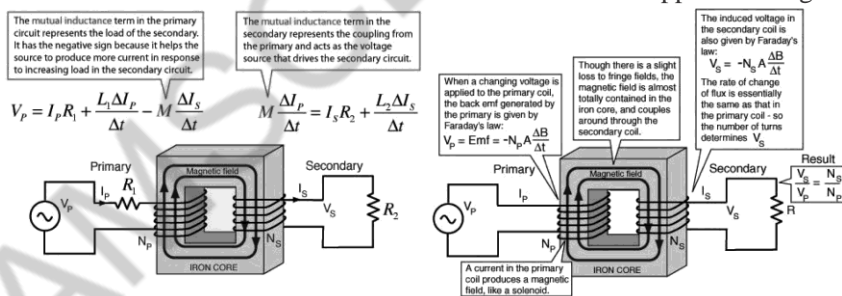 The mutual inductance term in the primary
circuit represents the load of the secondary.
It has the negative sign because it helps the
source to produce more current in response
to increasing load in the secondary circuit.
The mutual inductance term in the
secondary represents the coupling from
the primary and acts as the voltage
source that drives the secondary circuit.
V_P = I_P R_1 + L_1ΔI_P/Δt − M ΔI_S/Δt
M ΔI_P/Δt = I_S R_2 + L_2ΔI_S/Δt
Primary
Secondary
Magnetic field
I_P
R_1
I_S
V_P
V_S
R_2
N_P
N_S
IRON CORE
The induced voltage in
the secondary coil is
also given by Faraday's
law:
V_S = -N_S A ΔB/Δt
The rate of change
of flux is essentially
the same as that in
the primary coil - so
the number of turns
determines V_S
Though there is a slight
loss to fringe fields, the
magnetic field is almost
totally contained in the
iron core, and couples
around through the
secondary coil.
When a changing voltage is
applied to the primary coil,
the back emf generated by
the primary is given by
Faraday's law:
V_P = Emf = -N_P A ΔB/Δt
Primary
Secondary
Result
V_S/V_P = N_S/N_P
Magnetic field
I_P
I_S
V_P
V_S
R
N_P
N_S
IRON CORE
A current in the primary
coil produces a magnetic
field, like a solenoid.